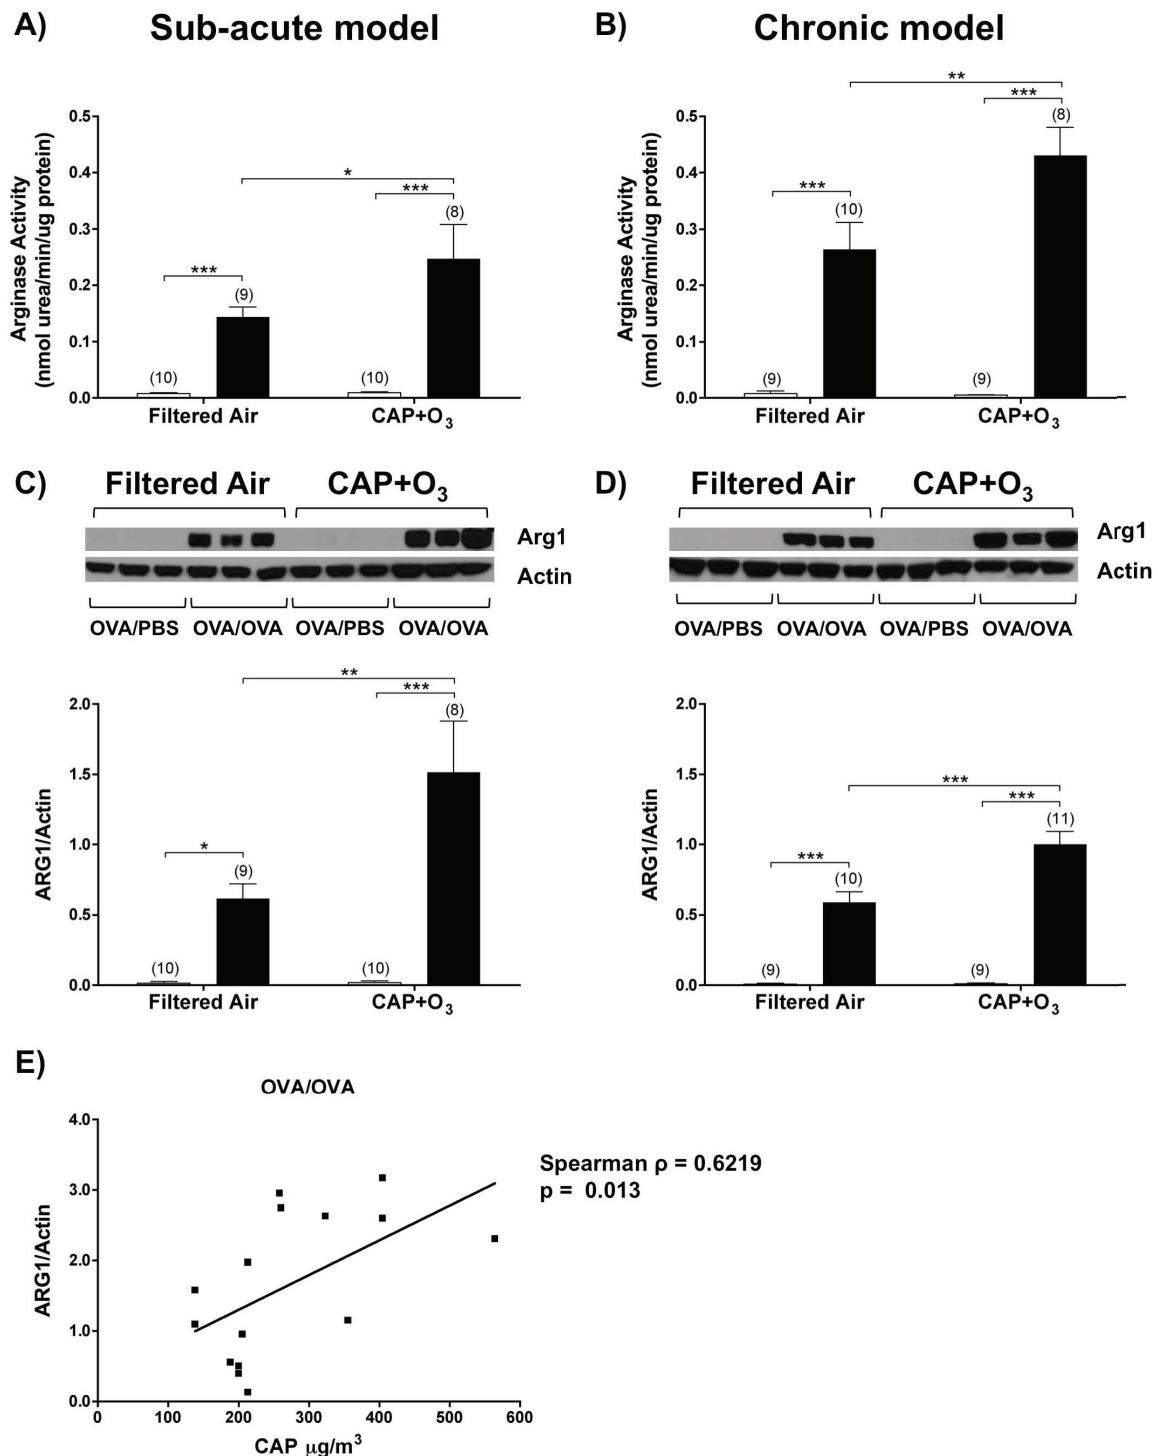 A)
Sub-acute model
Arginase Activity
(nmol urea/min/ug protein)
0.5
0.4
0.3
0.2
0.1
0.0
*
***
***
(10)
(9)
(10)
(8)
Filtered Air
CAP+O3
B)
Chronic model
Arginase Activity
(nmol urea/min/ug protein)
0.5
0.4
0.3
0.2
0.1
0.0
**
***
***
(9)
(10)
(9)
(8)
Filtered Air
CAP+O3
C)
Filtered Air
CAP+O3
Arg1
Actin
OVA/PBS
OVA/OVA
OVA/PBS
OVA/OVA
ARG1/Actin
2.0
1.5
1.0
0.5
0.0
**
***
*
(10)
(9)
(10)
(8)
Filtered Air
CAP+O3
D)
Filtered Air
CAP+O3
Arg1
Actin
OVA/PBS
OVA/OVA
OVA/PBS
OVA/OVA
ARG1/Actin
2.0
1.5
1.0
0.5
0.0
***
***
***
(9)
(10)
(9)
(11)
Filtered Air
CAP+O3
E)
OVA/OVA
ARG1/Actin
4.0
3.0
2.0
1.0
0.0
0
100
200
300
400
500
600
CAP μg/m³
Spearman ρ = 0.6219
p = 0.013